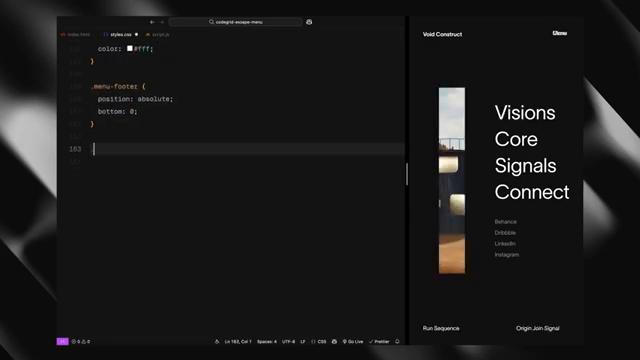 codegrid-escape-menu
index.html
styles.css
script.js
color: #fff;
}
.menu-footer {
position: absolute;
bottom: 0;
}
163
.
Void Construct
Menu
Visions
Core
Signals
Connect
Behance
Dribbble
LinkedIn
Instagram
Run Sequence
Origin Join Signal
0 0
Ln 163, Col 1
Spaces: 4
UTF-8
LF
{} CSS
Go Live
Prettier